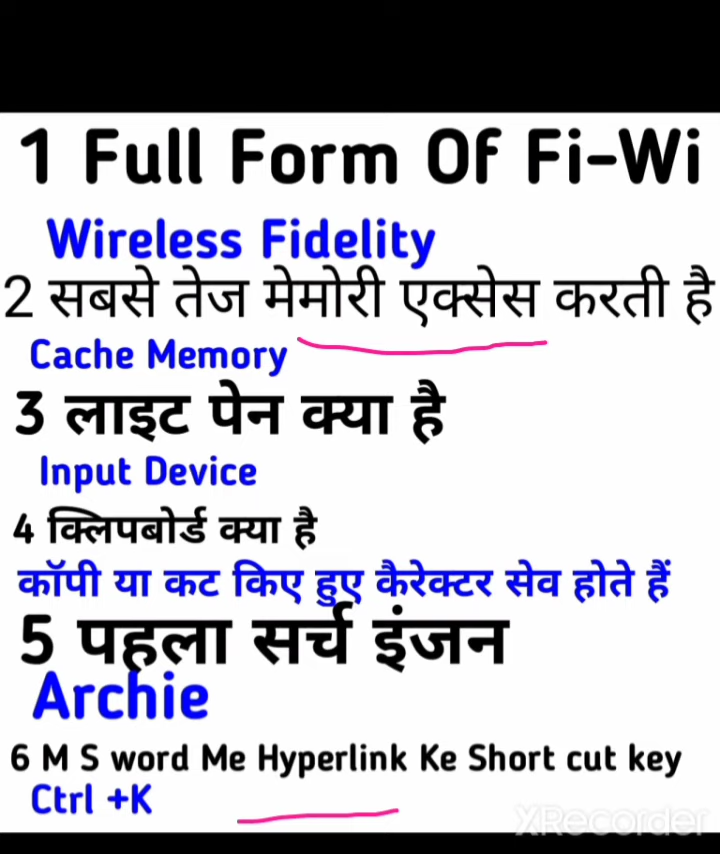 1 Full Form Of Fi-Wi
Wireless Fidelity
2 सबसे तेज मेमोरी एक्सेस करती है
Cache Memory
3 लाइट पेन क्या है
Input Device
4 क्लिपबोर्ड क्या है
कॉपी या कट किए हुए कैरेक्टर सेव होते हैं
5 पहला सर्च इंजन
Archie
6 M S word Me Hyperlink Ke Short cut key
Ctrl +K
XRecorder